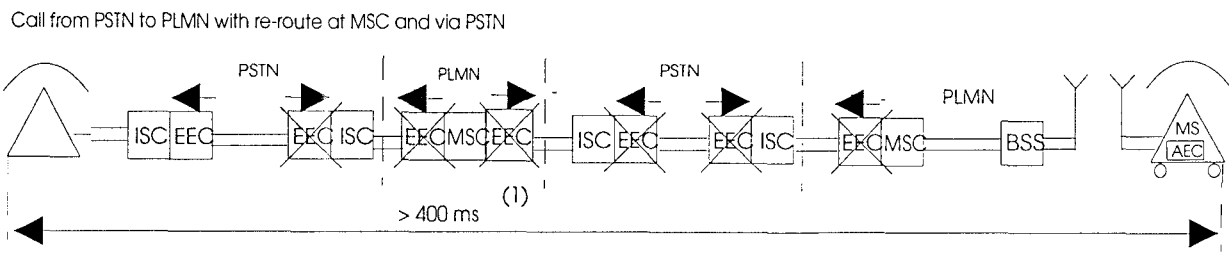 Call from PSTN to PLMN with re-route at MSC and via PSTN
PSTN PLMN PSTN PLMN
ISC EEC EEC ISC EEC MSC EEC ISC EEC EEC ISC EEC MSC BSS MS
AEC
(1)
> 400 ms